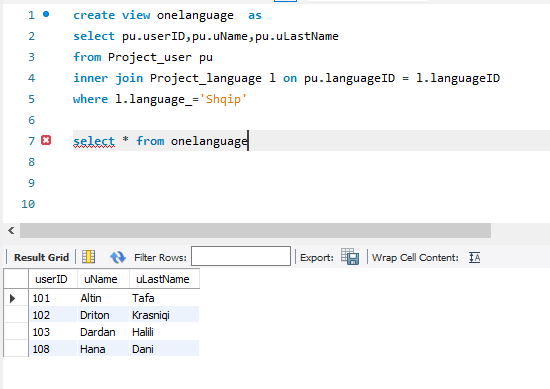 1 create view onelanguage as
2 select pu.userID,pu.uName,pu.uLastName
3 from Project_user pu
4 inner join Project_language l on pu.languageID = l.languageID
5 where l.language_='Shqip'
6
7 select * from onelanguage
8
9
10
Result Grid Filter Rows: Export: Wrap Cell Content: IA
userID uName uLastName
101 Altin Tafa
102 Driton Krasniqi
103 Dardan Halili
108 Hana Dani